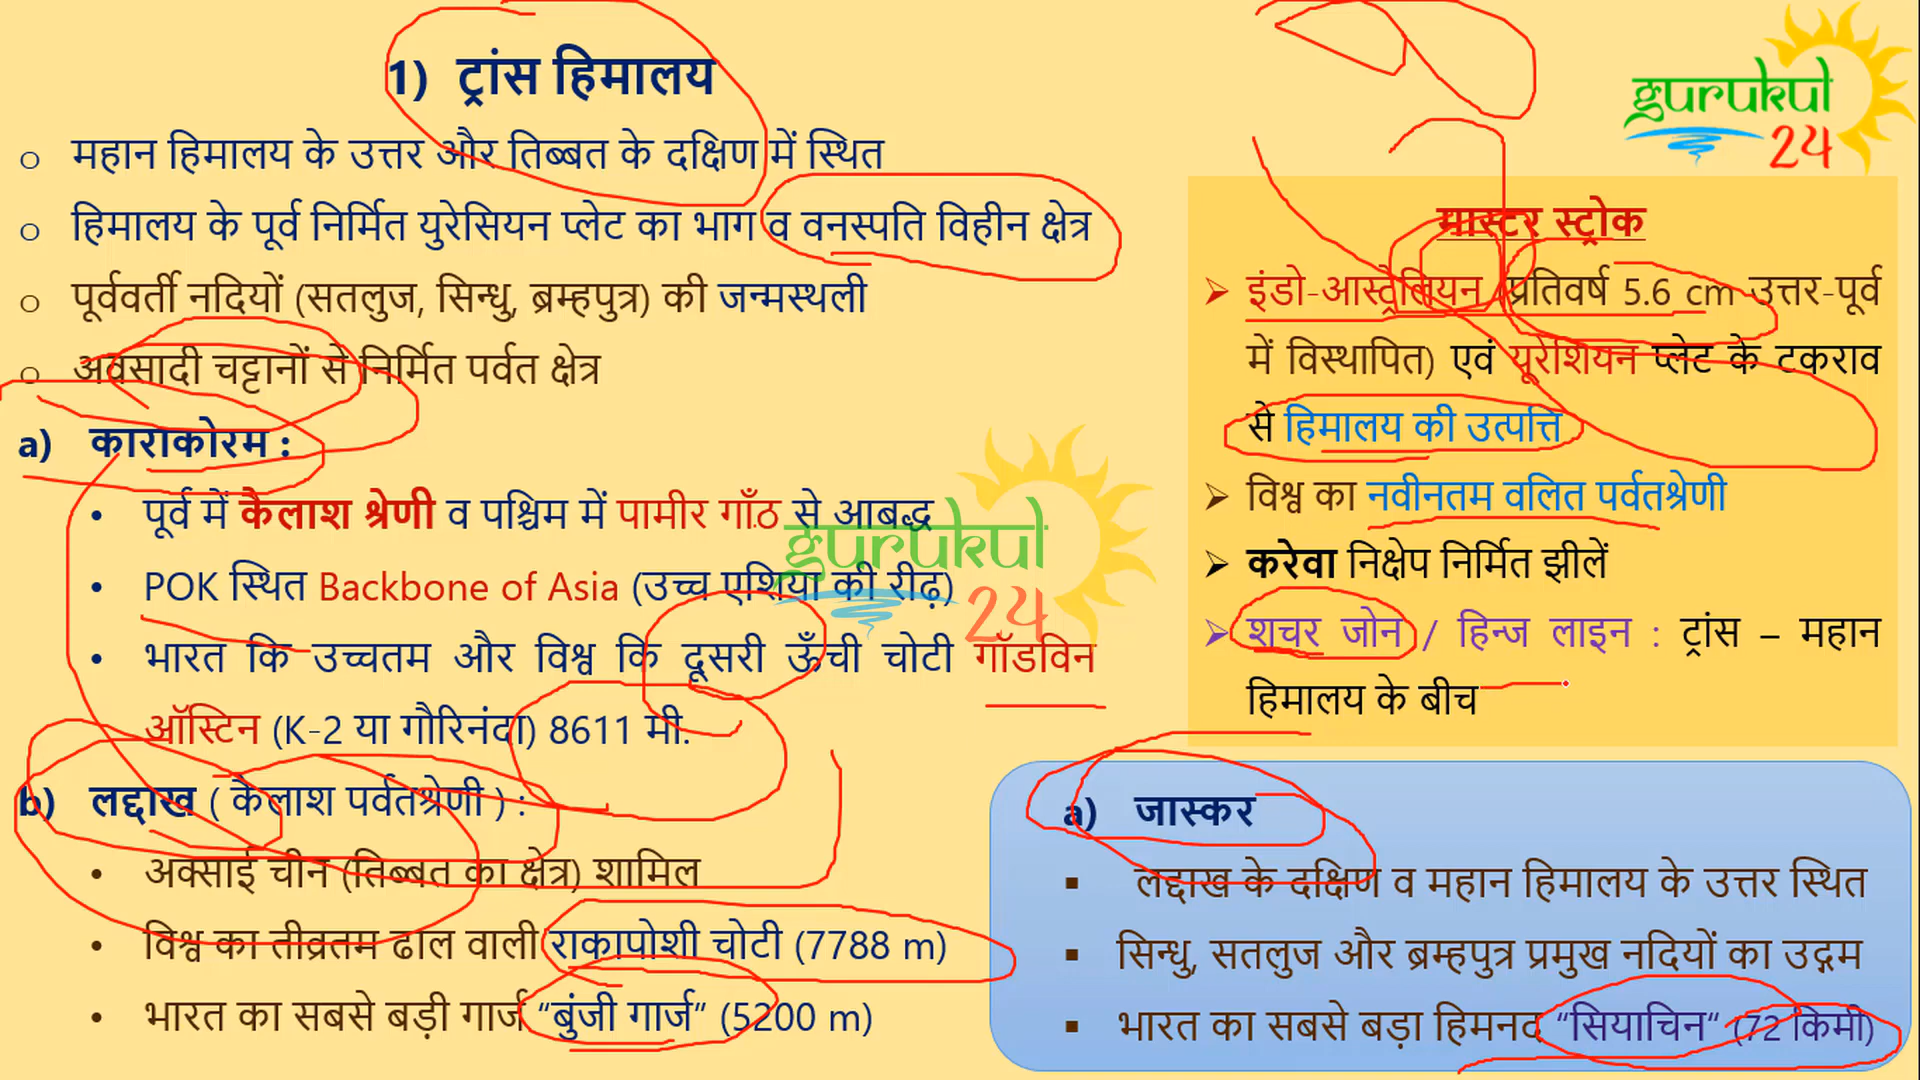 1) ट्रांस हिमालय
o महान हिमालय के उत्तर और तिब्बत के दक्षिण में स्थित
o हिमालय के पूर्व निर्मित युरेसियन प्लेट का भाग व वनस्पति विहीन क्षेत्र
o पूर्ववर्ती नदियों (सतलुज, सिन्धु, ब्रम्हपुत्र) की जन्मस्थली
o अवसादी चट्टानों से निर्मित पर्वत क्षेत्र
a) काराकोरम :
• पूर्व में कैलाश श्रेणी व पश्चिम में पामीर गाँठ से आबद्ध
• POK स्थित Backbone of Asia (उच्च एशिया की रीढ़)
• भारत कि उच्चतम और विश्व कि दूसरी ऊँची चोटी गॉडविन
ऑस्टिन (K-2 या गौरिनंदा) 8611 मी.
b) लद्दाख ( कैलाश पर्वतश्रेणी ) :
• अक्साई चीन (तिब्बत का क्षेत्र) शामिल
• विश्व का तीव्रतम ढाल वाली राकापोशी चोटी (7788 m)
• भारत का सबसे बड़ी गार्ज “बुंजी गार्ज” (5200 m)
gurukul
24
gurukul
24
मास्टर स्ट्रोक
➢ इंडो-आस्ट्रेलियन (प्रतिवर्ष 5.6 cm उत्तर-पूर्व
में विस्थापित) एवं यूरेशियन प्लेट के टकराव
से हिमालय की उत्पत्ति
➢ विश्व का नवीनतम वलित पर्वतश्रेणी
➢ करेवा निक्षेप निर्मित झीलें
➢ शचर जोन / हिन्ज लाइन : ट्रांस – महान
हिमालय के बीच
a) जास्कर
▪ लद्दाख के दक्षिण व महान हिमालय के उत्तर स्थित
▪ सिन्धु, सतलुज और ब्रम्हपुत्र प्रमुख नदियों का उद्गम
▪ भारत का सबसे बड़ा हिमनद “सियाचिन“ (72 किमी)